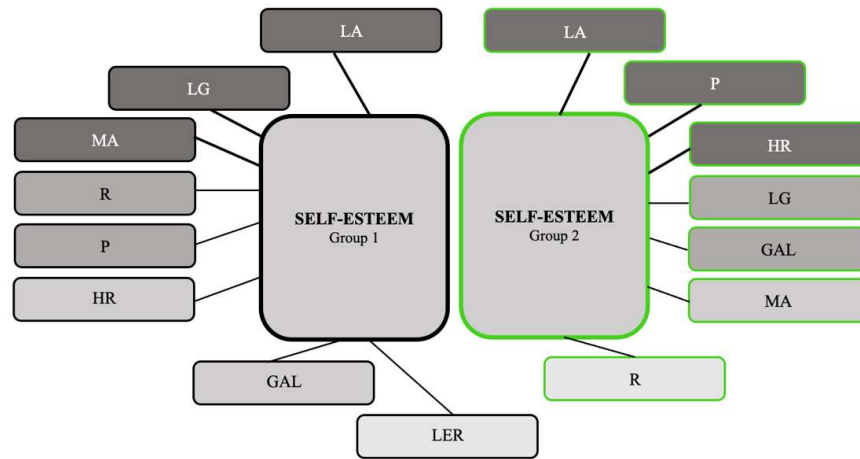 LA
LG
MA
R
P
HR
SELF-ESTEEM
Group 1
GAL
LER
LA
P
HR
LG
GAL
MA
SELF-ESTEEM
Group 2
R